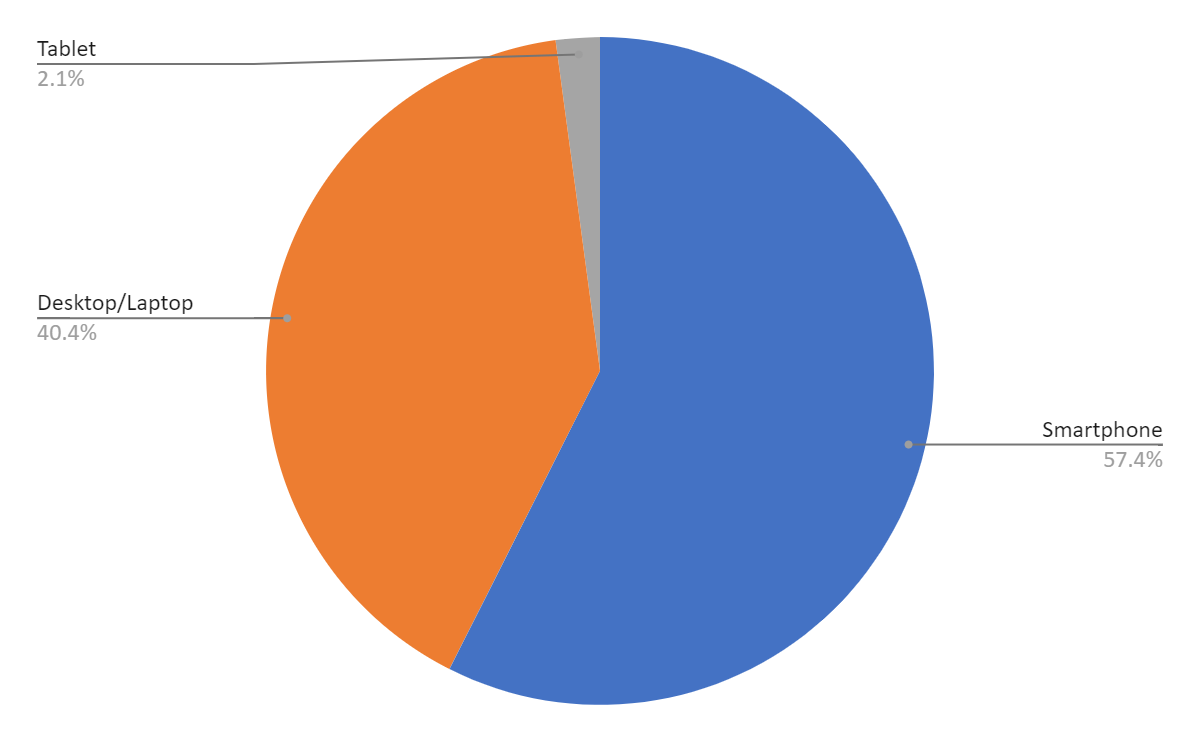 Tablet
2.1%
Desktop/Laptop
40.4%
Smartphone
57.4%